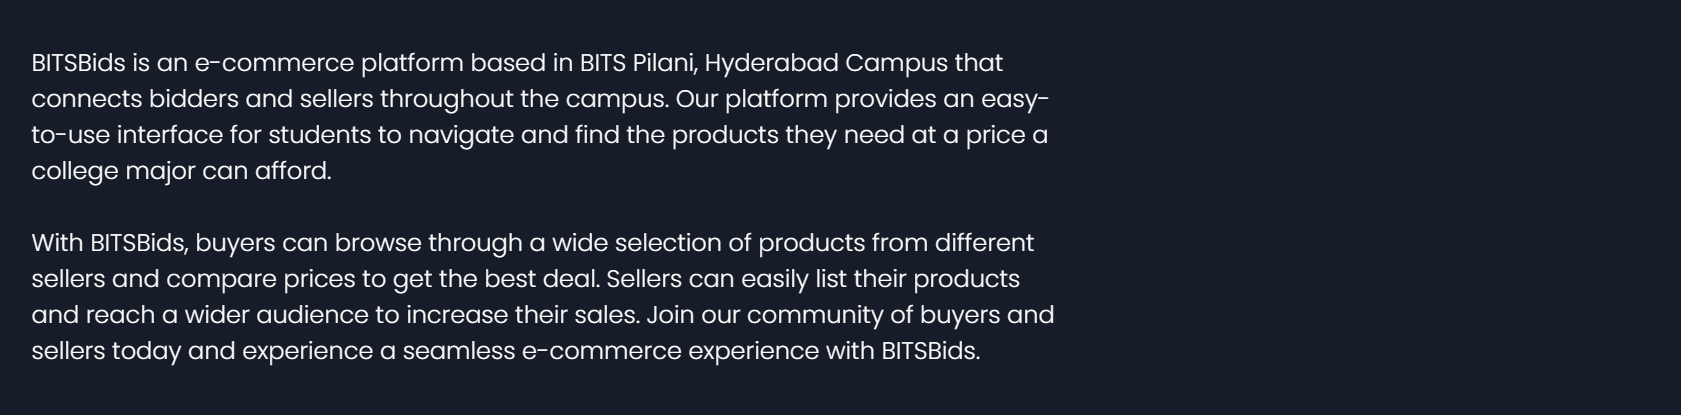 BITSBids is an e-commerce platform based in BITS Pilani, Hyderabad Campus that
connects bidders and sellers throughout the campus. Our platform provides an easy-
to-use interface for students to navigate and find the products they need at a price a
college major can afford.
With BITSBids, buyers can browse through a wide selection of products from different
sellers and compare prices to get the best deal. Sellers can easily list their products
and reach a wider audience to increase their sales. Join our community of buyers and
sellers today and experience a seamless e-commerce experience with BITSBids.